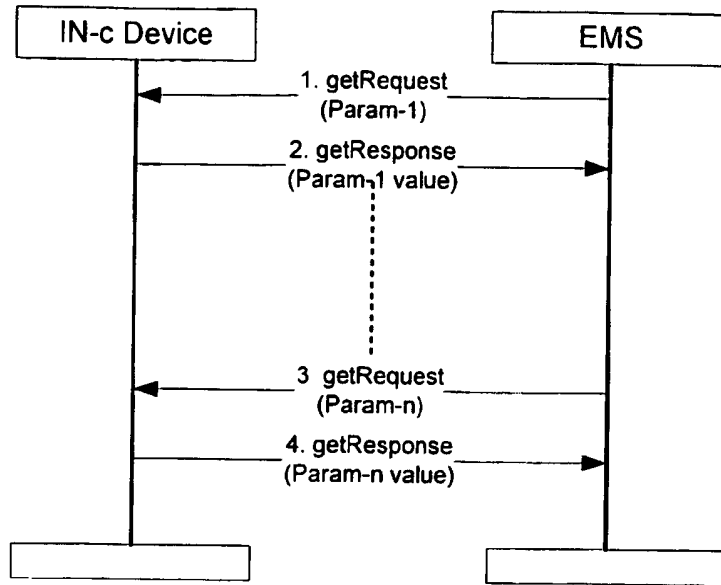 IN-c Device
EMS
1. getRequest
(Param-1)
2. getResponse
(Param-1 value)
3 getRequest
(Param-n)
4. getResponse
(Param-n value)